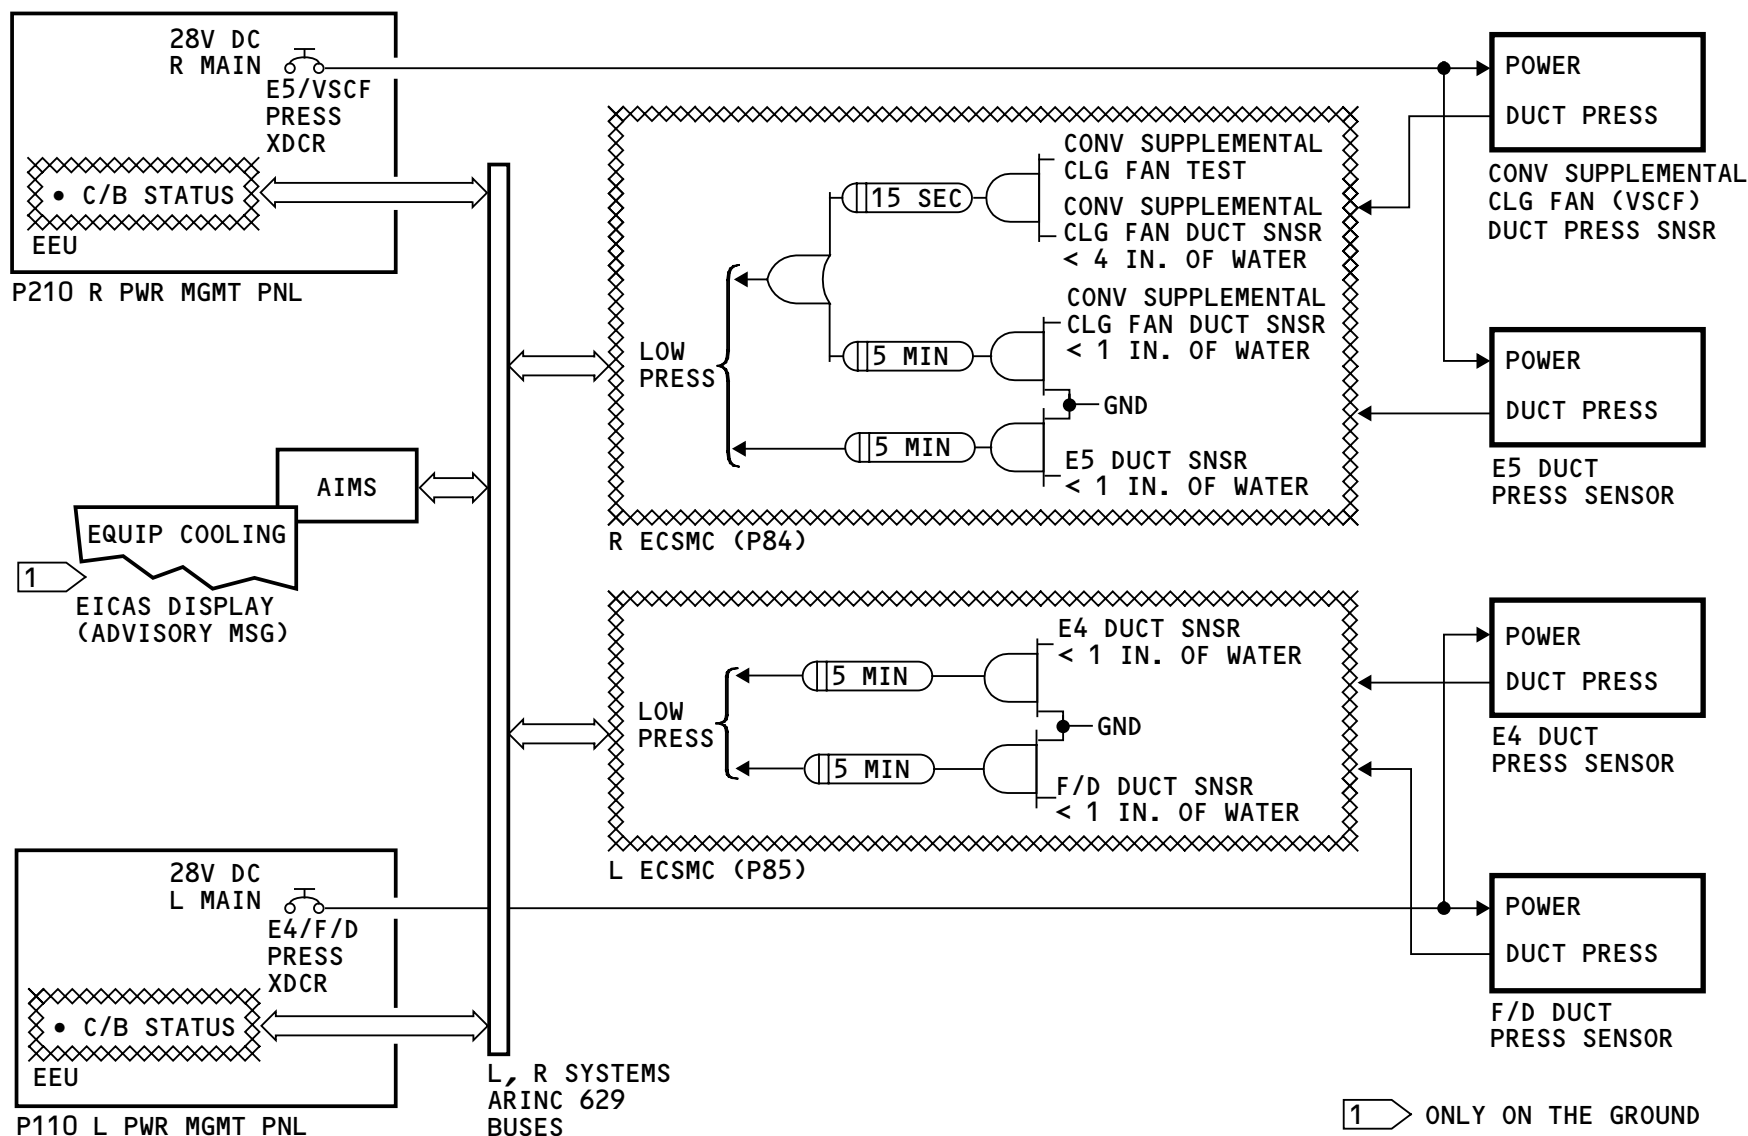 28V DC
R MAIN
E5/VSCF
PRESS
XDCR
• C/B STATUS
EEU
P210 R PWR MGMT PNL
AIMS
EQUIP COOLING
1
EICAS DISPLAY
(ADVISORY MSG)
28V DC
L MAIN
E4/F/D
PRESS
XDCR
• C/B STATUS
EEU
P110 L PWR MGMT PNL
L, R SYSTEMS
ARINC 629
BUSES
LOW
PRESS
15 SEC
CONV SUPPLEMENTAL
CLG FAN TEST
CONV SUPPLEMENTAL
CLG FAN DUCT SNSR
< 4 IN. OF WATER
5 MIN
CONV SUPPLEMENTAL
CLG FAN DUCT SNSR
< 1 IN. OF WATER
GND
5 MIN
E5 DUCT SNSR
< 1 IN. OF WATER
R ECSMC (P84)
LOW
PRESS
5 MIN
E4 DUCT SNSR
< 1 IN. OF WATER
GND
5 MIN
F/D DUCT SNSR
< 1 IN. OF WATER
L ECSMC (P85)
POWER
DUCT PRESS
CONV SUPPLEMENTAL
CLG FAN (VSCF)
DUCT PRESS SNSR
POWER
DUCT PRESS
E5 DUCT
PRESS SENSOR
POWER
DUCT PRESS
E4 DUCT
PRESS SENSOR
POWER
DUCT PRESS
F/D DUCT
PRESS SENSOR
1 ONLY ON THE GROUND